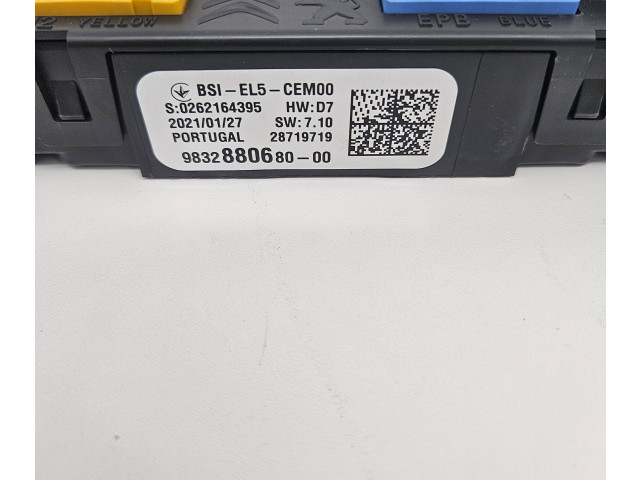 YELLOW EPB BLUE
BSI-EL5-CEM00
S:0262164395 HW:D7
2021/01/27 SW:7.10
PORTUGAL 28719719
9832880680-00